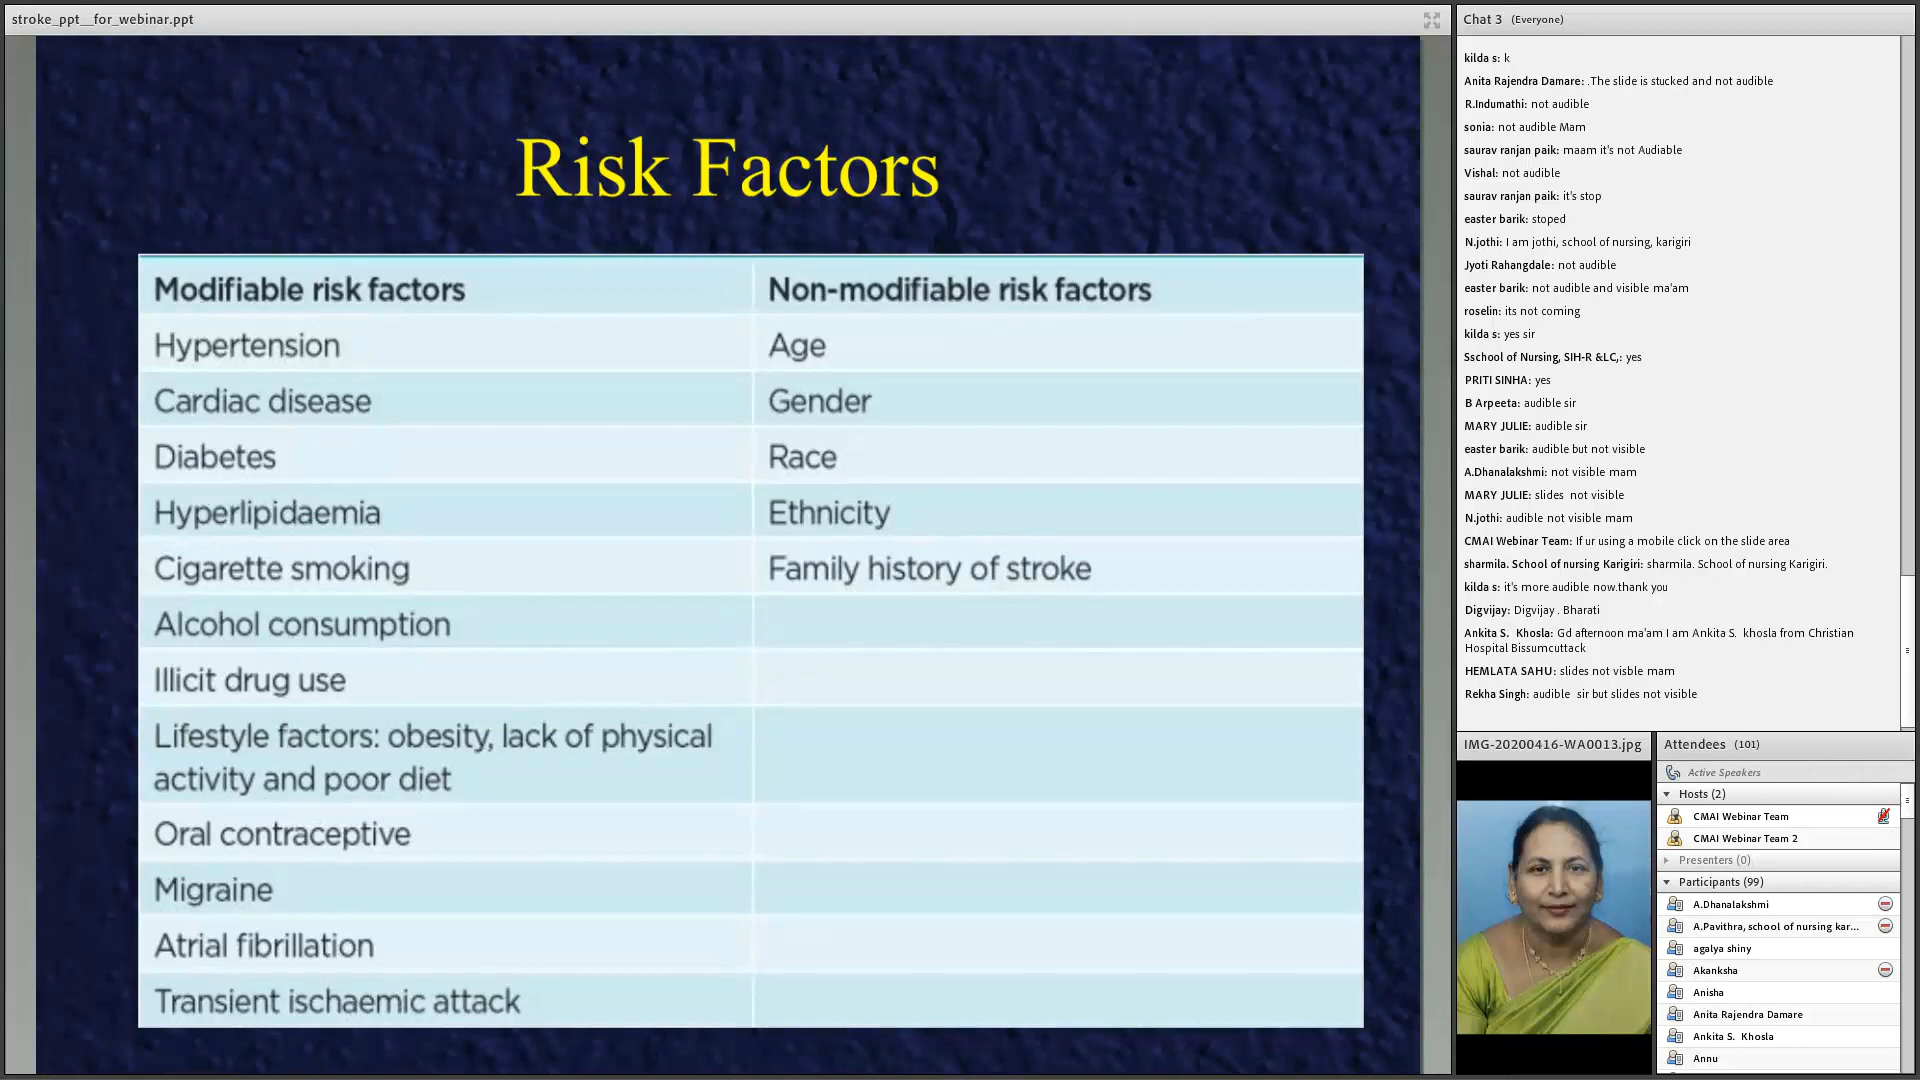 stroke_ppt__for_webinar.ppt
Risk Factors
Modifiable risk factors Non-modifiable risk factors
Hypertension Age
Cardiac disease Gender
Diabetes Race
Hyperlipidaemia Ethnicity
Cigarette smoking Family history of stroke
Alcohol consumption
Illicit drug use
Lifestyle factors: obesity, lack of physical
activity and poor diet
Oral contraceptive
Migraine
Atrial fibrillation
Transient ischaemic attack
Chat 3 (Everyone)
kilda s: k
Anita Rajendra Damare: .The slide is stucked and not audible
R.Indumathi: not audible
sonia: not audible Mam
saurav ranjan paik: maam it's not Audiable
Vishal: not audible
saurav ranjan paik: it's stop
easter barik: stoped
N.jothi: I am jothi, school of nursing, karigiri
Jyoti Rahangdale: not audible
easter barik: not audible and visible ma'am
roselin: its not coming
kilda s: yes sir
Sschool of Nursing, SIH-R &LC,: yes
PRITI SINHA: yes
B Arpeeta: audible sir
MARY JULIE: audible sir
easter barik: audible but not visible
A.Dhanalakshmi: not visible mam
MARY JULIE: slides not visible
N.jothi: audible not visible mam
CMAI Webinar Team: If ur using a mobile click on the slide area
sharmila. School of nursing Karigiri: sharmila. School of nursing Karigiri.
kilda s: it's more audible now.thank you
Digvijay: Digvijay . Bharati
Ankita S. Khosla: Gd afternoon ma'am I am Ankita S. khosla from Christian
Hospital Bissumcuttack
HEMLATA SAHU: slides not visble mam
Rekha Singh: audible sir but slides not visible
IMG-20200416-WA0013.jpg
Attendees (101)
Active Speakers
Hosts (2)
CMAI Webinar Team
CMAI Webinar Team 2
Presenters (0)
Participants (99)
A.Dhanalakshmi
A.Pavithra, school of nursing kar...
agalya shiny
Akanksha
Anisha
Anita Rajendra Damare
Ankita S. Khosla
Annu